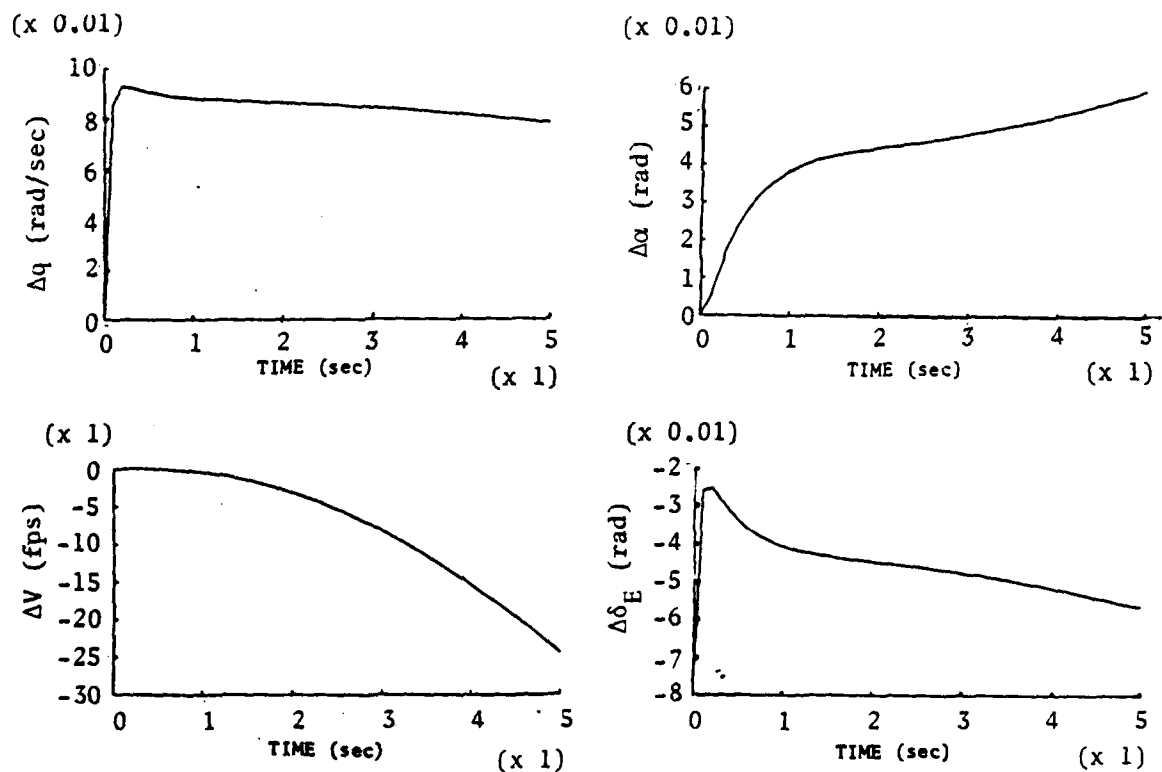 (x 0.01)
10
8
6
4
2
0
Δq (rad/sec)
0 1 2 3 4 5
TIME (sec)
(x 1)
(x 0.01)
6
5
4
3
2
1
0
Δα (rad)
0 1 2 3 4 5
TIME (sec)
(x 1)
(x 1)
0
-5
-10
-15
-20
-25
-30
ΔV (fps)
0 1 2 3 4 5
TIME (sec)
(x 1)
(x 0.01)
-2
-3
-4
-5
-6
-7
-8
Δδ_E (rad)
0 1 2 3 4 5
TIME (sec)
(x 1)